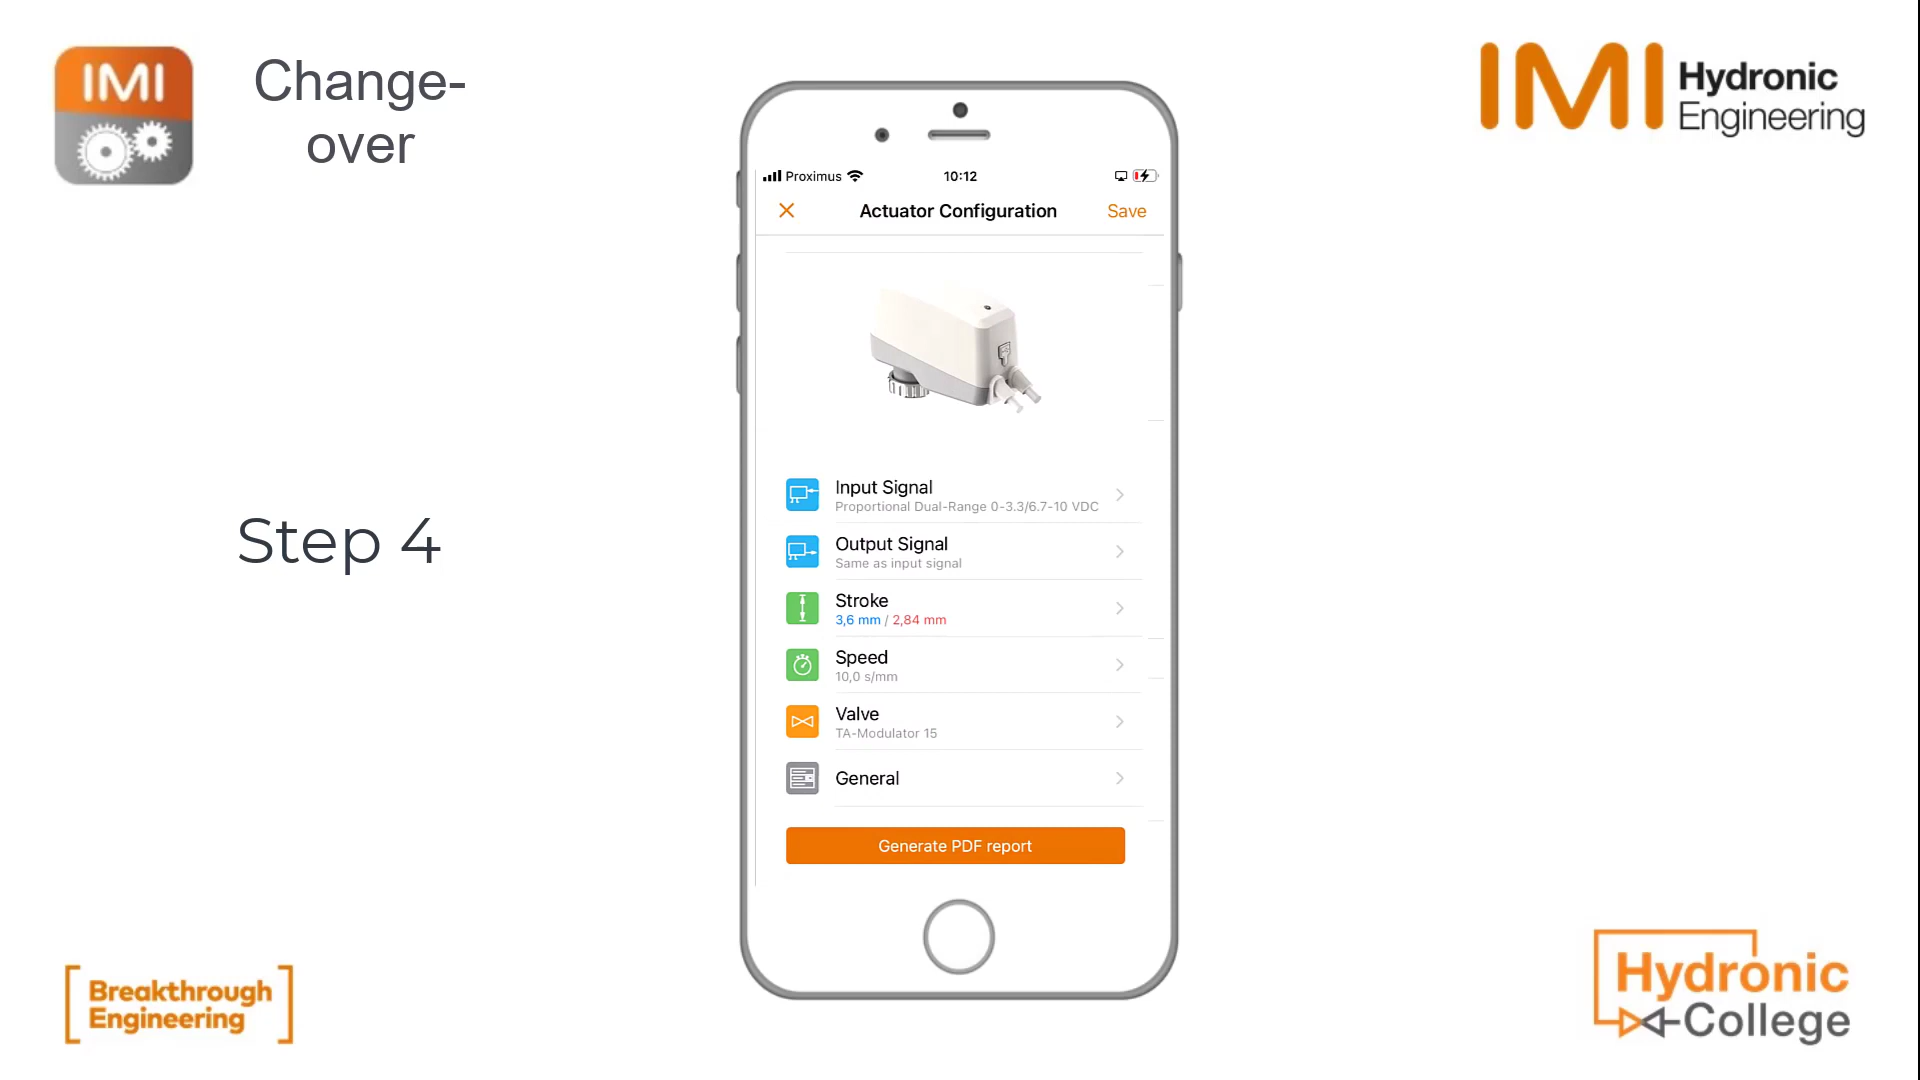 IMI
Change-
over
IMI Hydronic
Engineering
Proximus
10:12
Actuator Configuration
Save
Input Signal
Proportional Dual-Range 0-3.3/6.7-10 VDC
Output Signal
Same as input signal
Stroke
3,6 mm / 2,84 mm
Speed
10,0 s/mm
Valve
TA-Modulator 15
General
Generate PDF report
Step 4
Breakthrough
Engineering
Hydronic
College